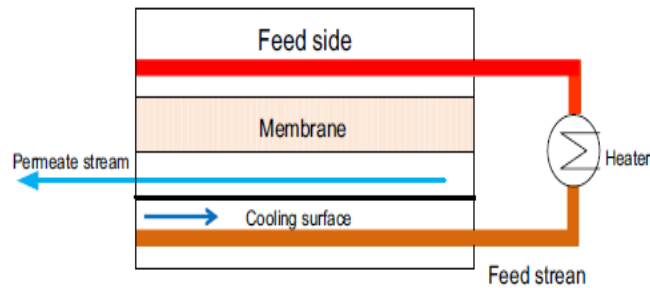 Feed side
Membrane
Permeate stream
Heater
Cooling surface
Feed strean